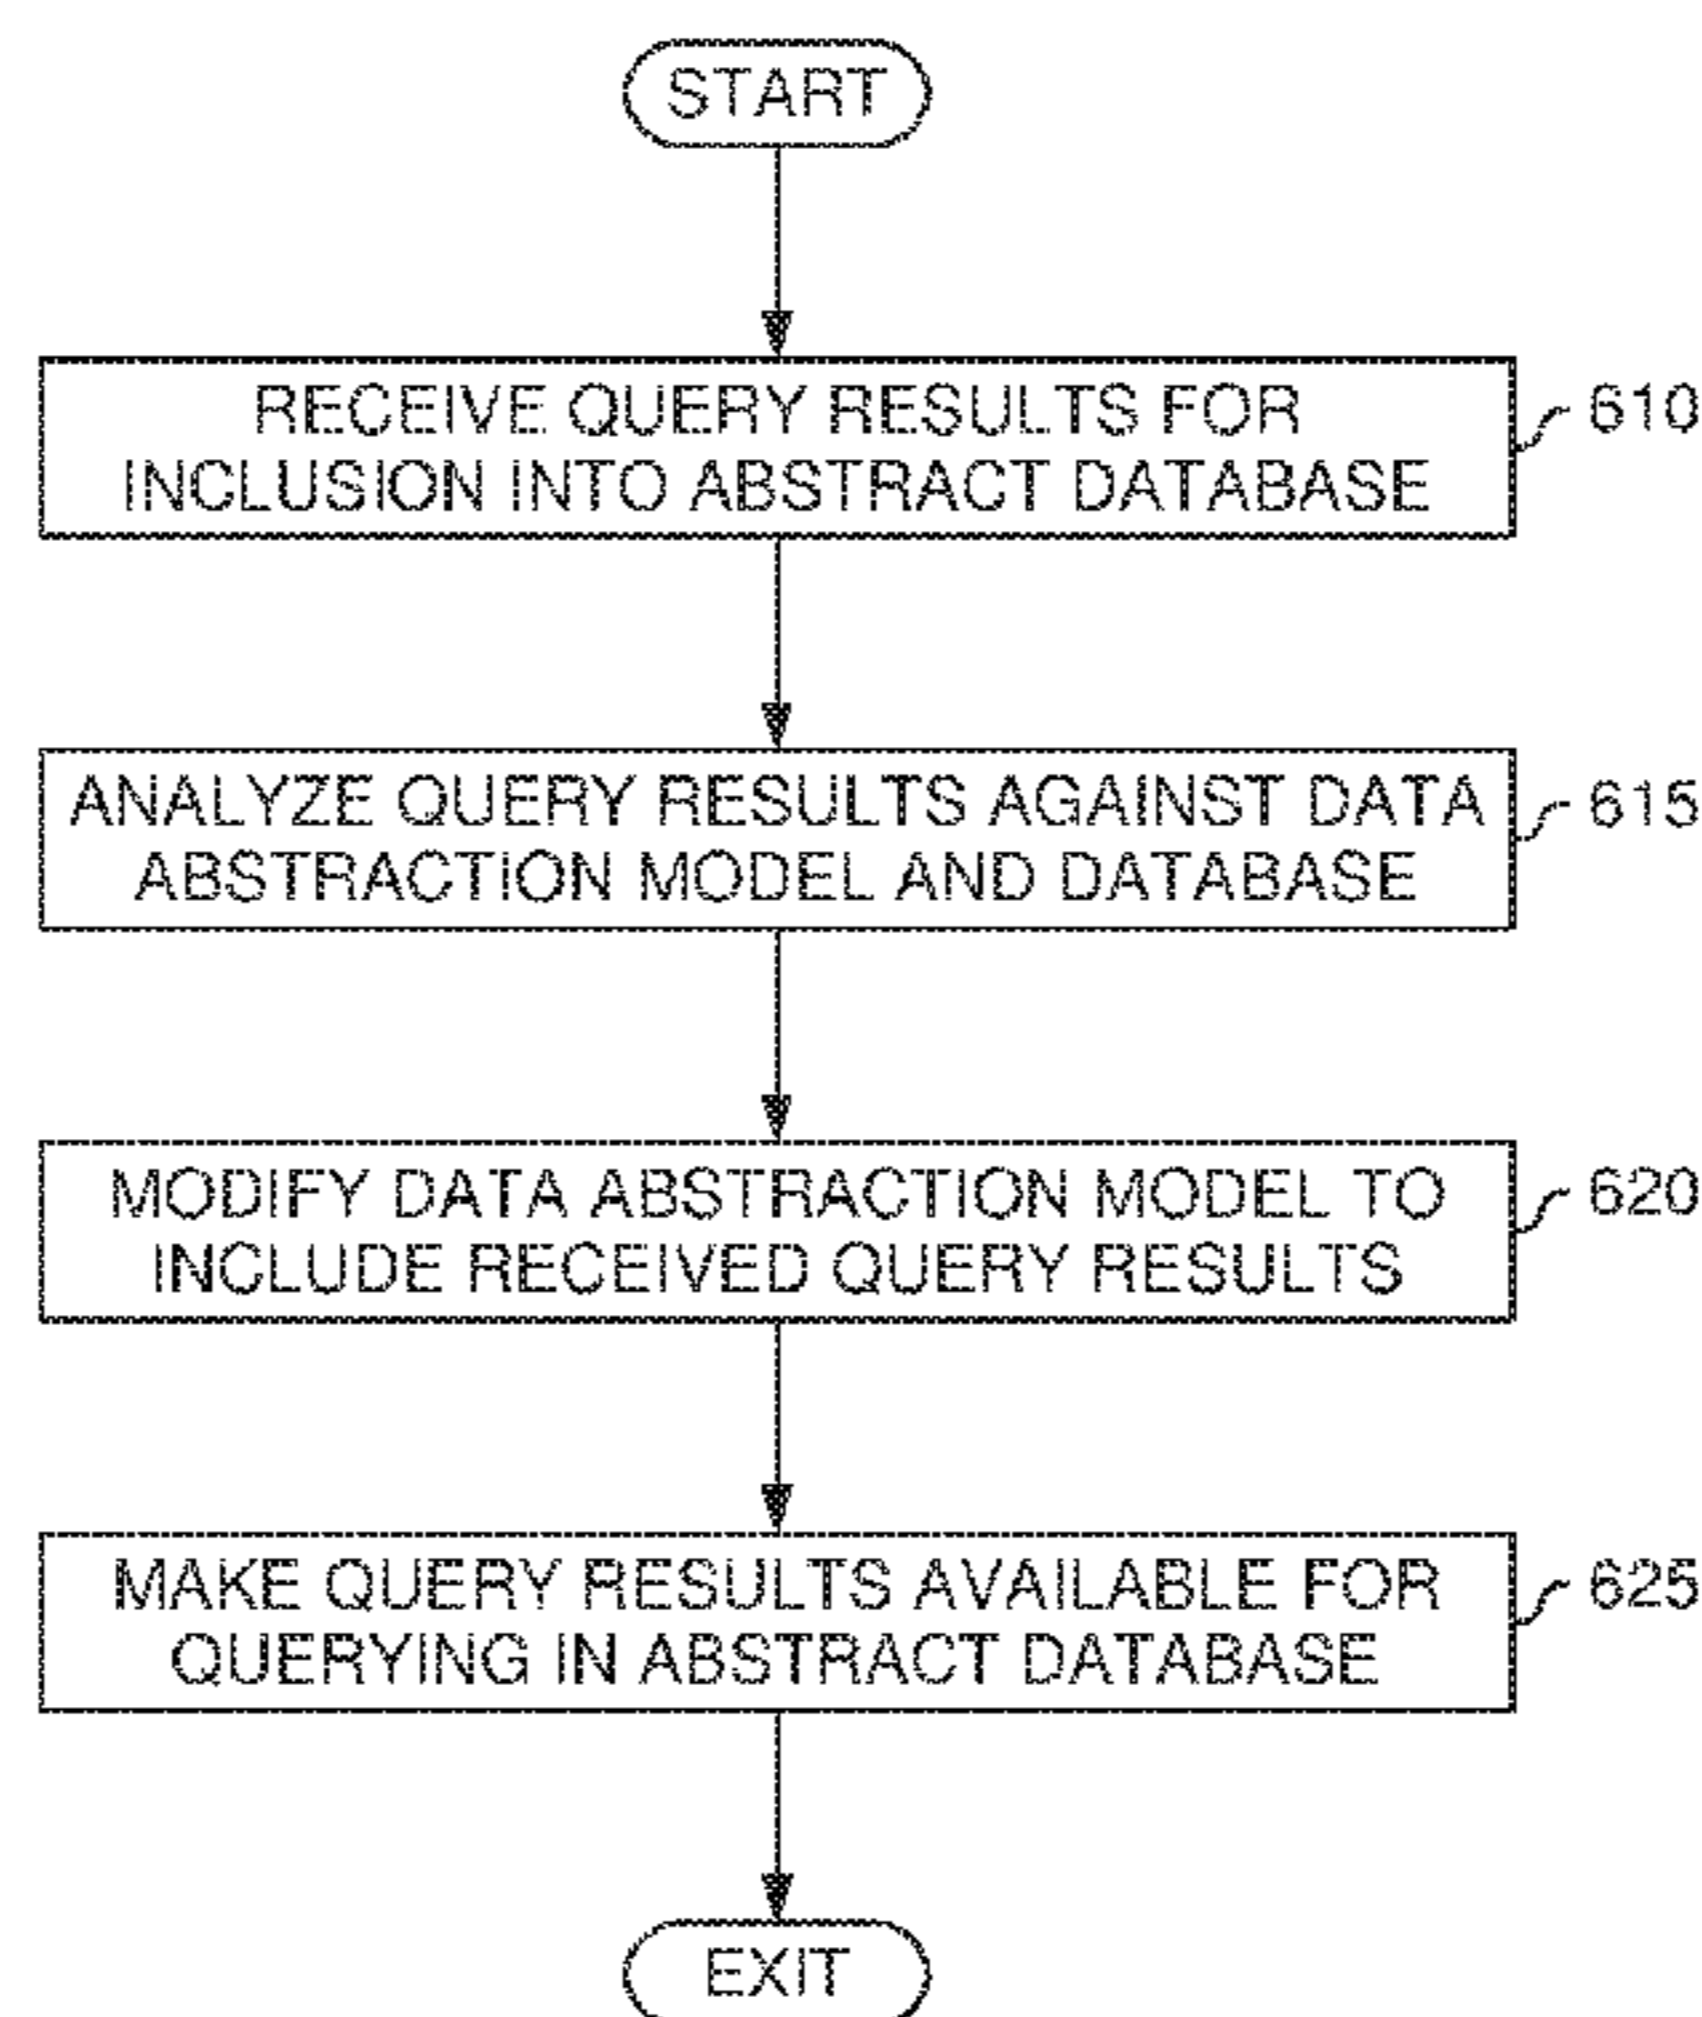 START
RECEIVE QUERY RESULTS FOR
INCLUSION INTO ABSTRACT DATABASE
610
ANALYZE QUERY RESULTS AGAINST DATA
ABSTRACTION MODEL AND DATABASE
615
MODIFY DATA ABSTRACTION MODEL TO
INCLUDE RECEIVED QUERY RESULTS
620
MAKE QUERY RESULTS AVAILABLE FOR
QUERYING IN ABSTRACT DATABASE
625
EXIT